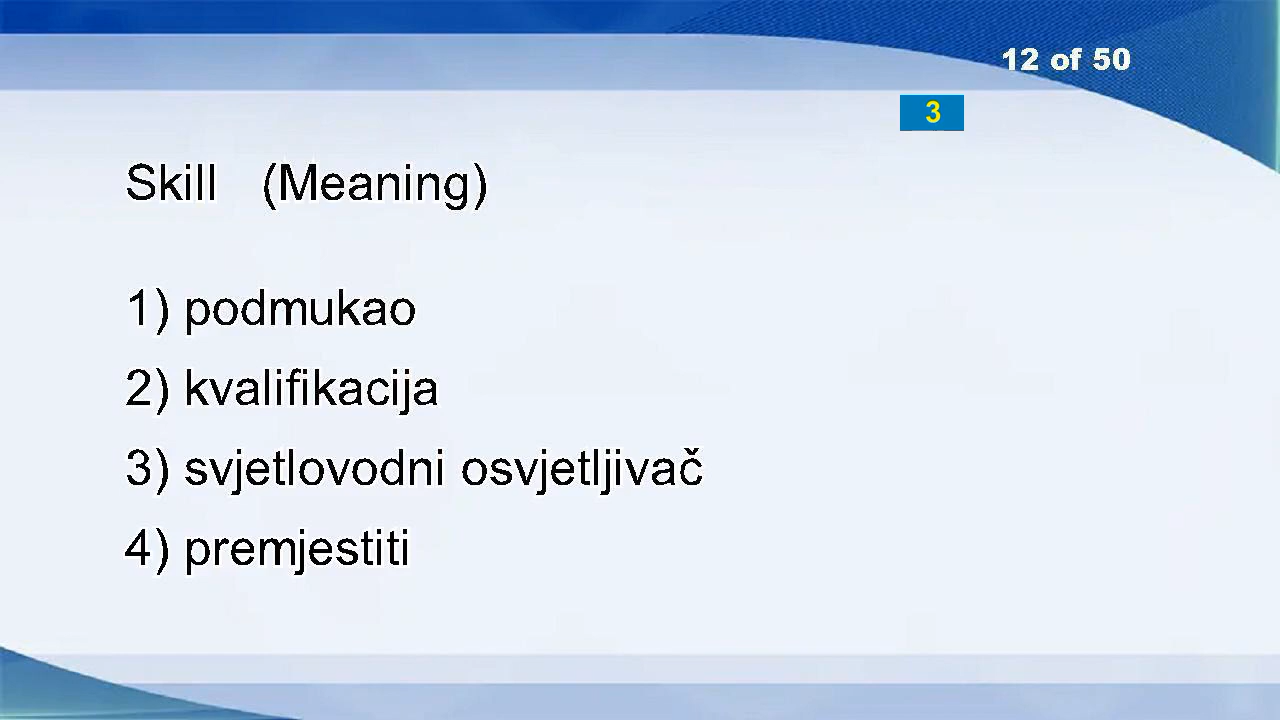 12 of 50
3
Skill (Meaning)
1) podmukao
2) kvalifikacija
3) svjetlovodni osvjetljivač
4) premjestiti